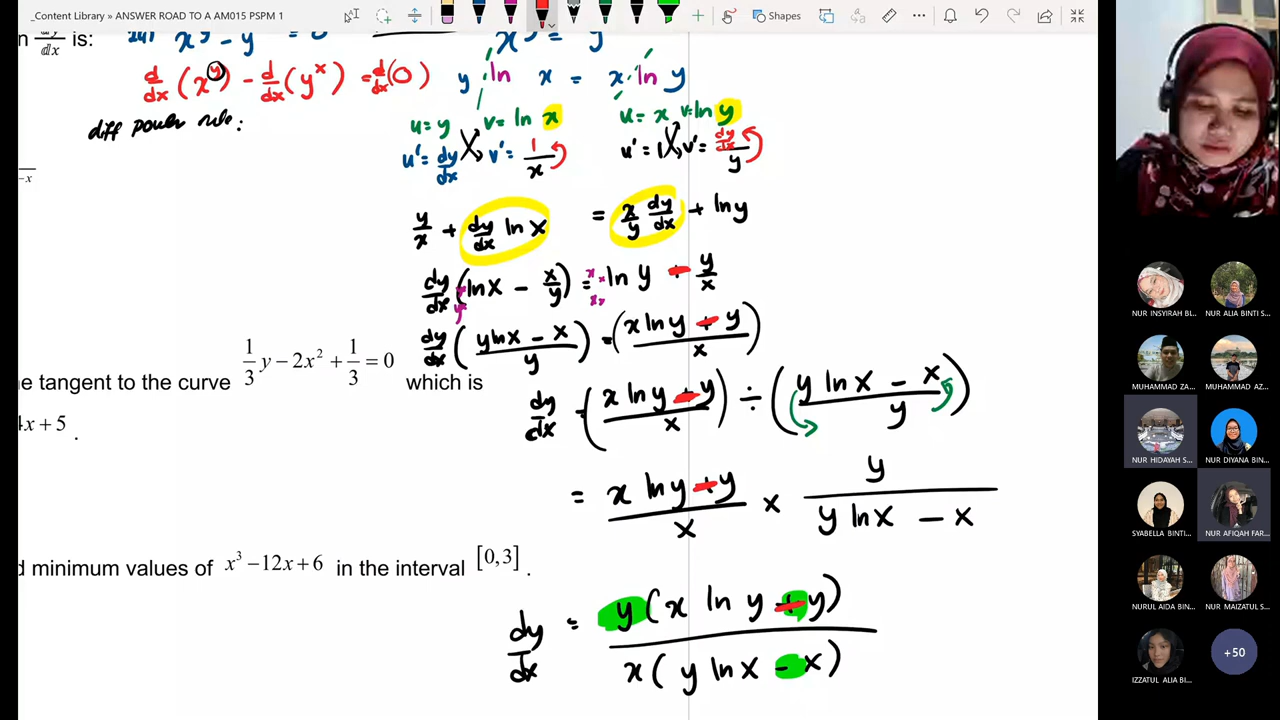 _Content Library » ANSWER ROAD TO A AM015 PSPM 1
Shapes
n dy/dx is:
x^y - y = 0
x^y = y
d/dx (x^y) - d/dx (y^x) = d/dx (0)
y ln x = x ln y
diff power rule:
u = y v = ln x
u = x v = ln y
u' = dy/dx , v' = 1/x
u' = 1 , v' = dy/dx / y
-x
y/x + dy/dx ln x = x/y dy/dx + ln y
dy/dx (ln x - x/y) = ln y - y/x
dy/dx ((y ln x - x)/y) = ((x ln y - y)/x)
1/3 y - 2x² + 1/3 = 0
e tangent to the curve which is
x + 5 .
dy/dx = ((x ln y - y)/x) ÷ ((y ln x - x)/y)
= (x ln y - y)/x × y/(y ln x - x)
d minimum values of x³ - 12x + 6 in the interval [0,3] .
dy/dx = y(x ln y - y) / x(y ln x - x)
NUR INSYIRAH BI...
NUR ALIA BINTI S...
MUHAMMAD ZA...
MUHAMMAD AZ...
NUR HIDAYAH S...
NUR DIYANA BIN...
SYABELLA BINTI...
NUR AFIQAH FAR...
NURUL AIDA BIN...
NUR MAIZATUL S...
IZZATUL ALIA BI...
+50